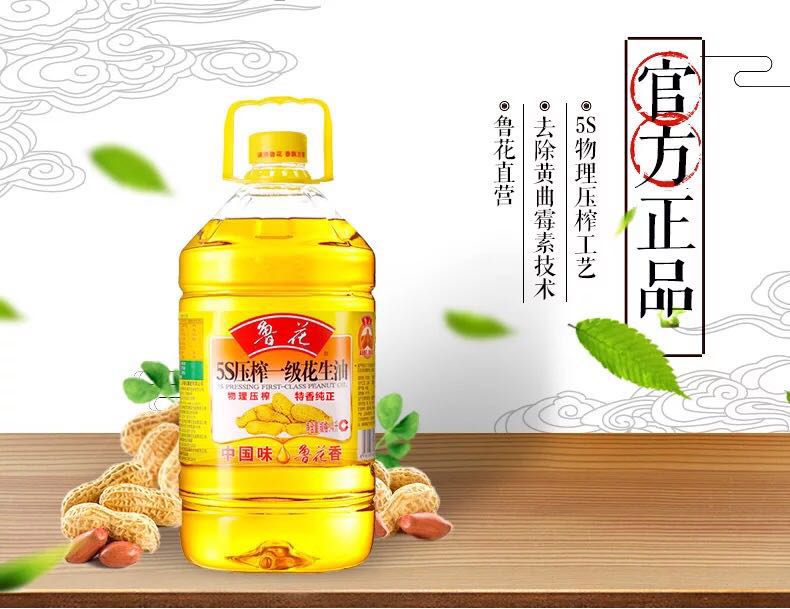 官方正品
5S物理压榨工艺
去除黄曲霉素技术
鲁花直营
鲁花
5S压榨一级花生油
5S PRESSING FIRST-CLASS PEANUT OIL
物理压榨 特香纯正
中国味 鲁花香